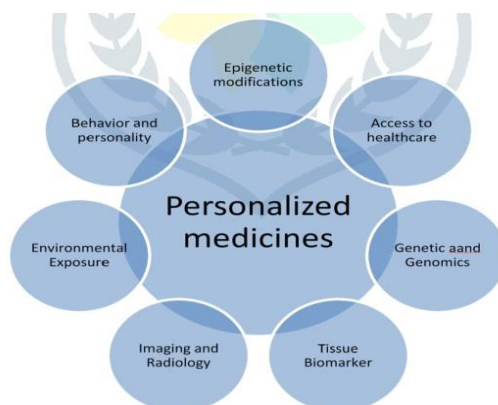 Epigenetic
modifications
Behavior and
personality
Access to
healthcare
Personalized
medicines
Environmental
Exposure
Genetic aand
Genomics
Imaging and
Radiology
Tissue
Biomarker